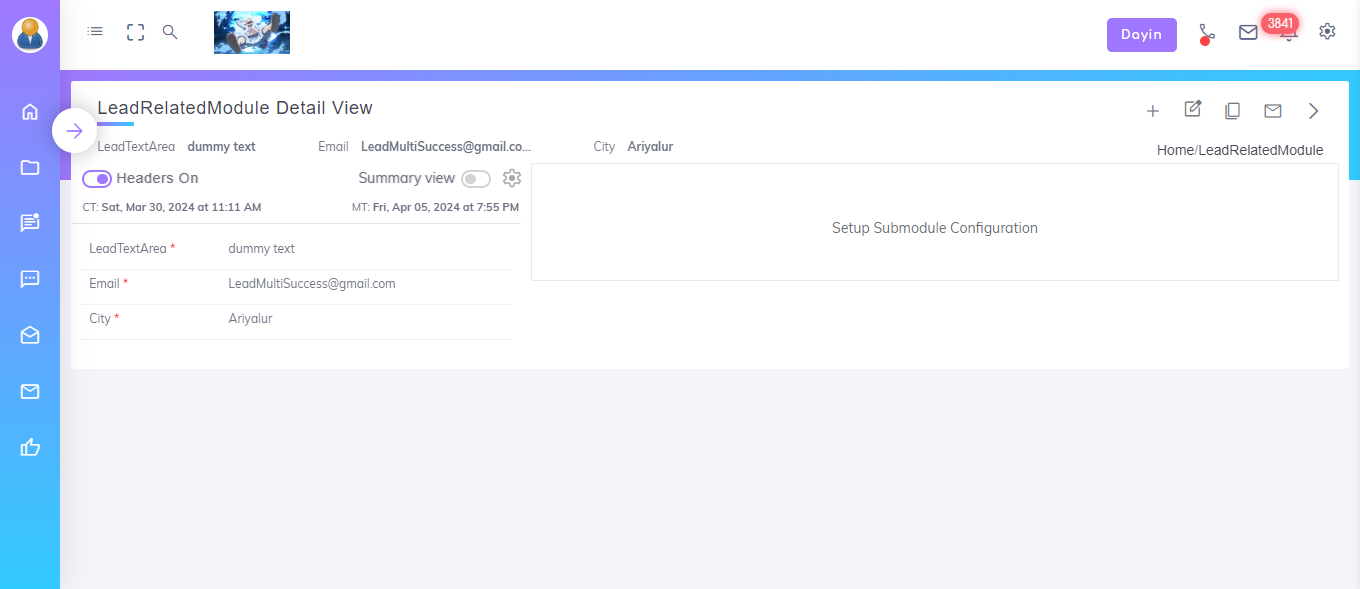 Dayin
3841
LeadRelatedModule Detail View
LeadTextArea dummy text Email LeadMultiSuccess@gmail.co... City Ariyalur
Home/LeadRelatedModule
Headers On Summary view
CT: Sat, Mar 30, 2024 at 11:11 AM MT: Fri, Apr 05, 2024 at 7:55 PM
Setup Submodule Configuration
LeadTextArea * dummy text
Email * LeadMultiSuccess@gmail.com
City * Ariyalur